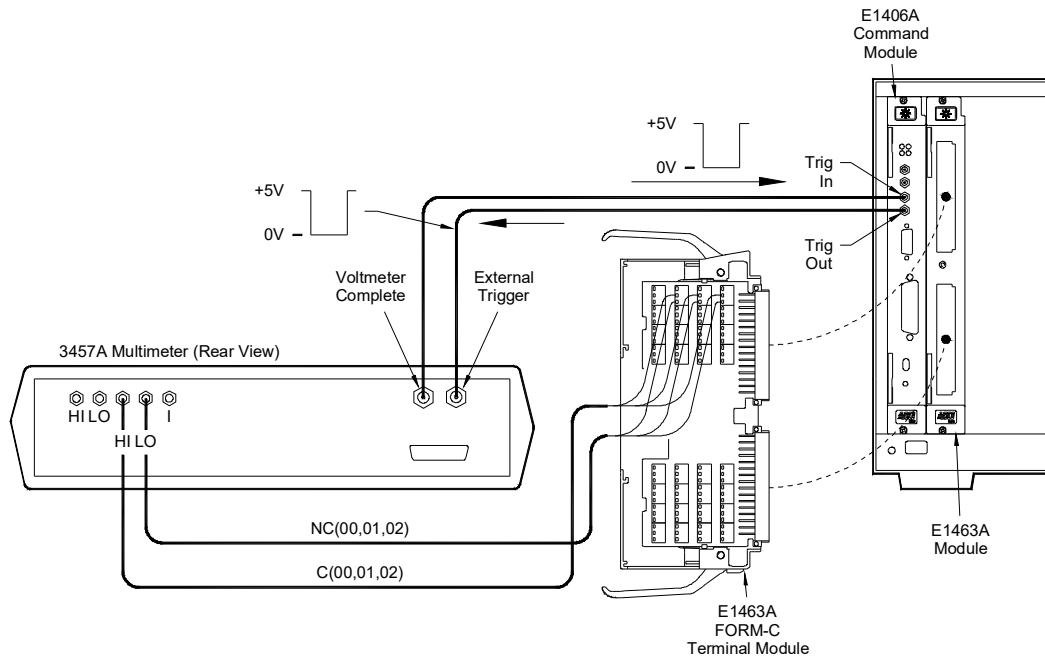 E1406A
Command
Module
+5V
0V
Trig
In
+5V
0V
Trig
Out
Voltmeter
Complete
External
Trigger
3457A Multimeter (Rear View)
HI LO
I
HI LO
NC(00,01,02)
C(00,01,02)
E1463A
Module
E1463A
FORM-C
Terminal Module